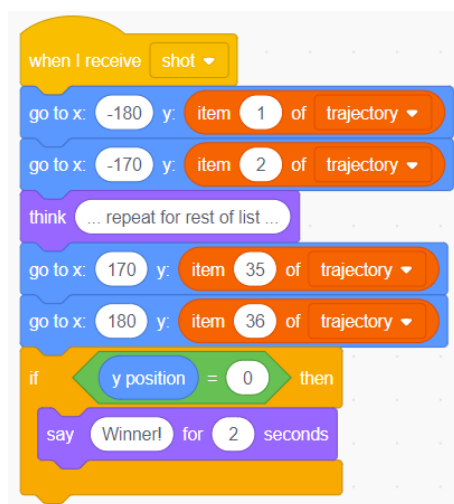 when I receive shot
go to x: -180 y: item 1 of trajectory
go to x: -170 y: item 2 of trajectory
think ... repeat for rest of list ...
go to x: 170 y: item 35 of trajectory
go to x: 180 y: item 36 of trajectory
if y position = 0 then
say Winner! for 2 seconds